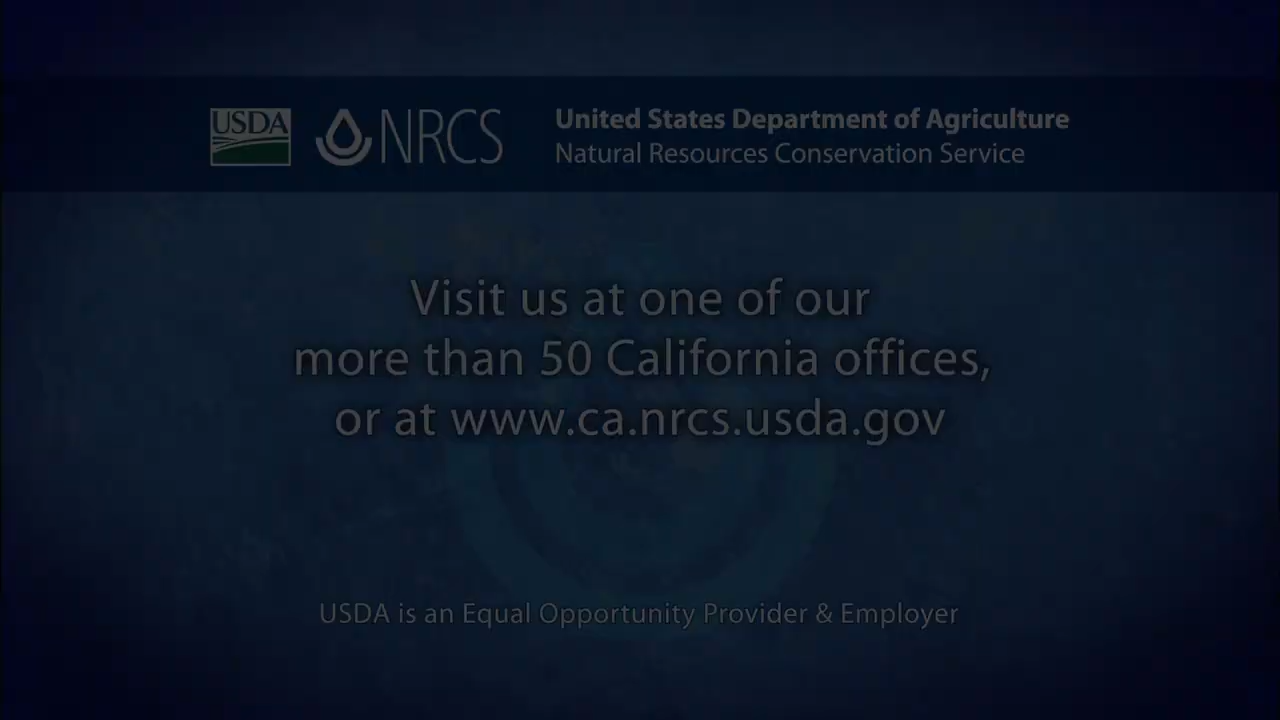 USDA
NRCS
United States Department of Agriculture
Natural Resources Conservation Service
Visit us at one of our
more than 50 California offices,
or at www.ca.nrcs.usda.gov
USDA is an Equal Opportunity Provider & Employer